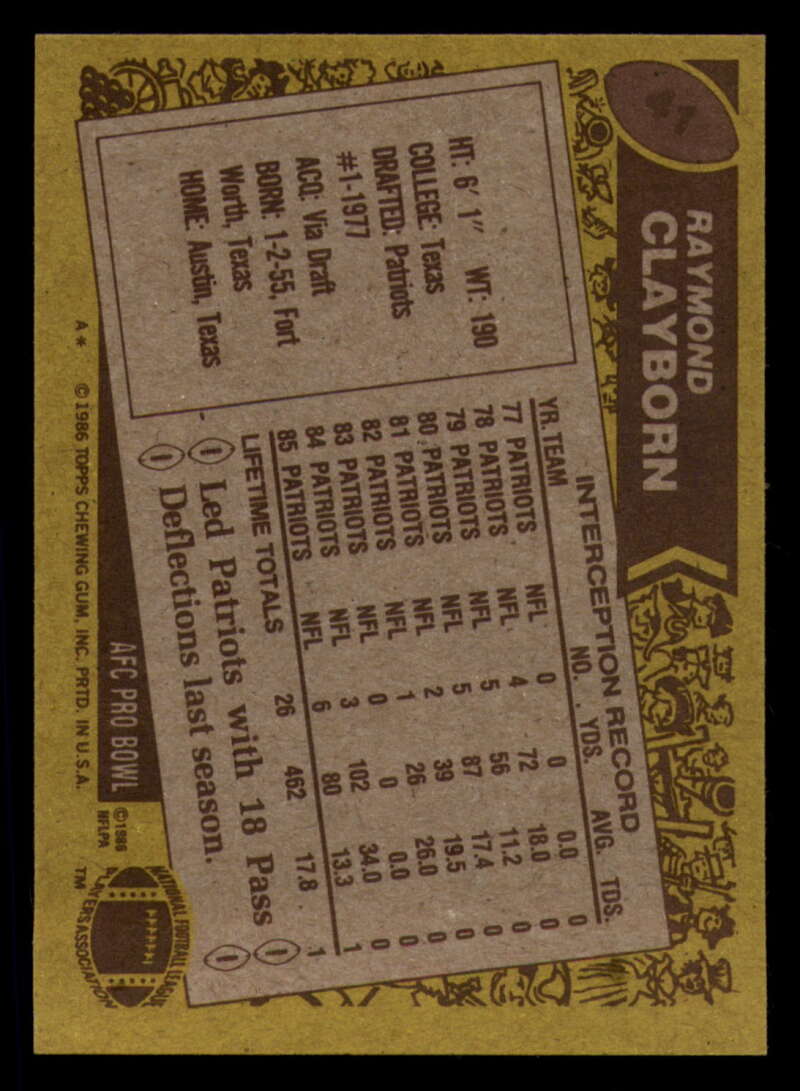 41
RAYMOND
CLAYBORN
HT: 6' 1" WT: 190
COLLEGE: Texas
DRAFTED: Patriots
#1-1977
ACQ: Via Draft
BORN: 1-2-55, Fort
Worth, Texas
HOME: Austin, Texas
INTERCEPTION RECORD
YR. TEAM NO. YDS. AVG. TDS.
77 PATRIOTS NFL 0 0 0.0 0
78 PATRIOTS NFL 4 72 18.0 0
79 PATRIOTS NFL 5 56 11.2 0
80 PATRIOTS NFL 5 87 17.4 0
81 PATRIOTS NFL 2 39 19.5 0
82 PATRIOTS NFL 1 26 26.0 0
83 PATRIOTS NFL 0 0 0.0 0
84 PATRIOTS NFL 3 102 34.0 0
85 PATRIOTS NFL 6 80 13.3 1
LIFETIME TOTALS 26 462 17.8 1
Led Patriots with 18 Pass
Deflections last season.
AFC PRO BOWL
A* © 1986 TOPPS CHEWING GUM, INC. PRTD. IN U.S.A.
© 1986
NFLPA
NATIONAL FOOTBALL LEAGUE
PLAYERS ASSOCIATION
TM